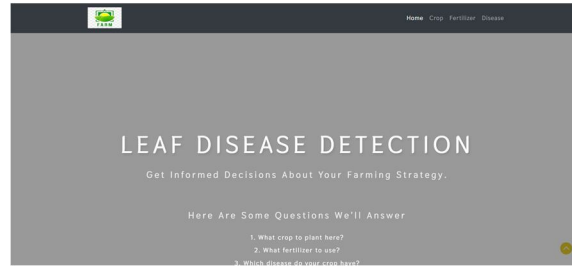 FARM
Home Crop Fertilizer Disease
LEAF DISEASE DETECTION
Get Informed Decisions About Your Farming Strategy.
Here Are Some Questions We'll Answer
1. What crop to plant here?
2. What fertilizer to use?
3. Which disease do your crop have?